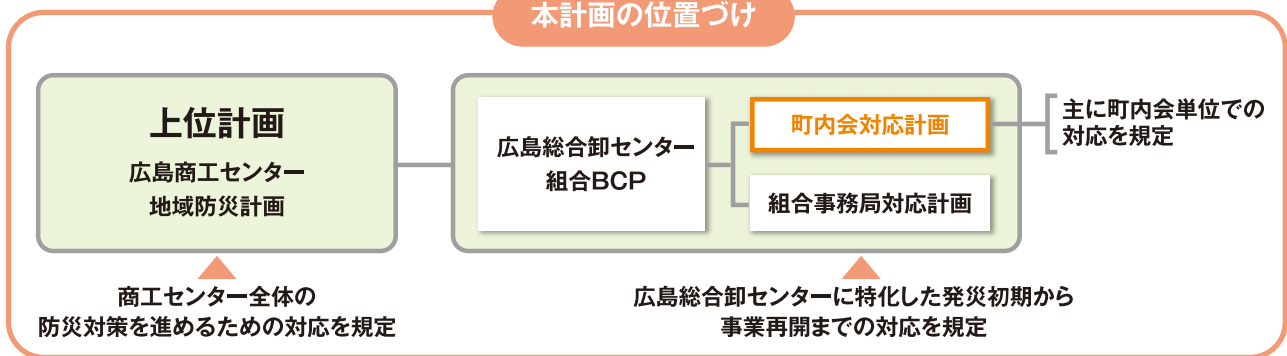 本計画の位置づけ
上位計画
広島商工センター
地域防災計画
商工センター全体の
防災対策を進めるための対応を規定
広島総合卸センター
組合BCP
町内会対応計画
組合事務局対応計画
主に町内会単位での
対応を規定
広島総合卸センターに特化した発災初期から
事業再開までの対応を規定